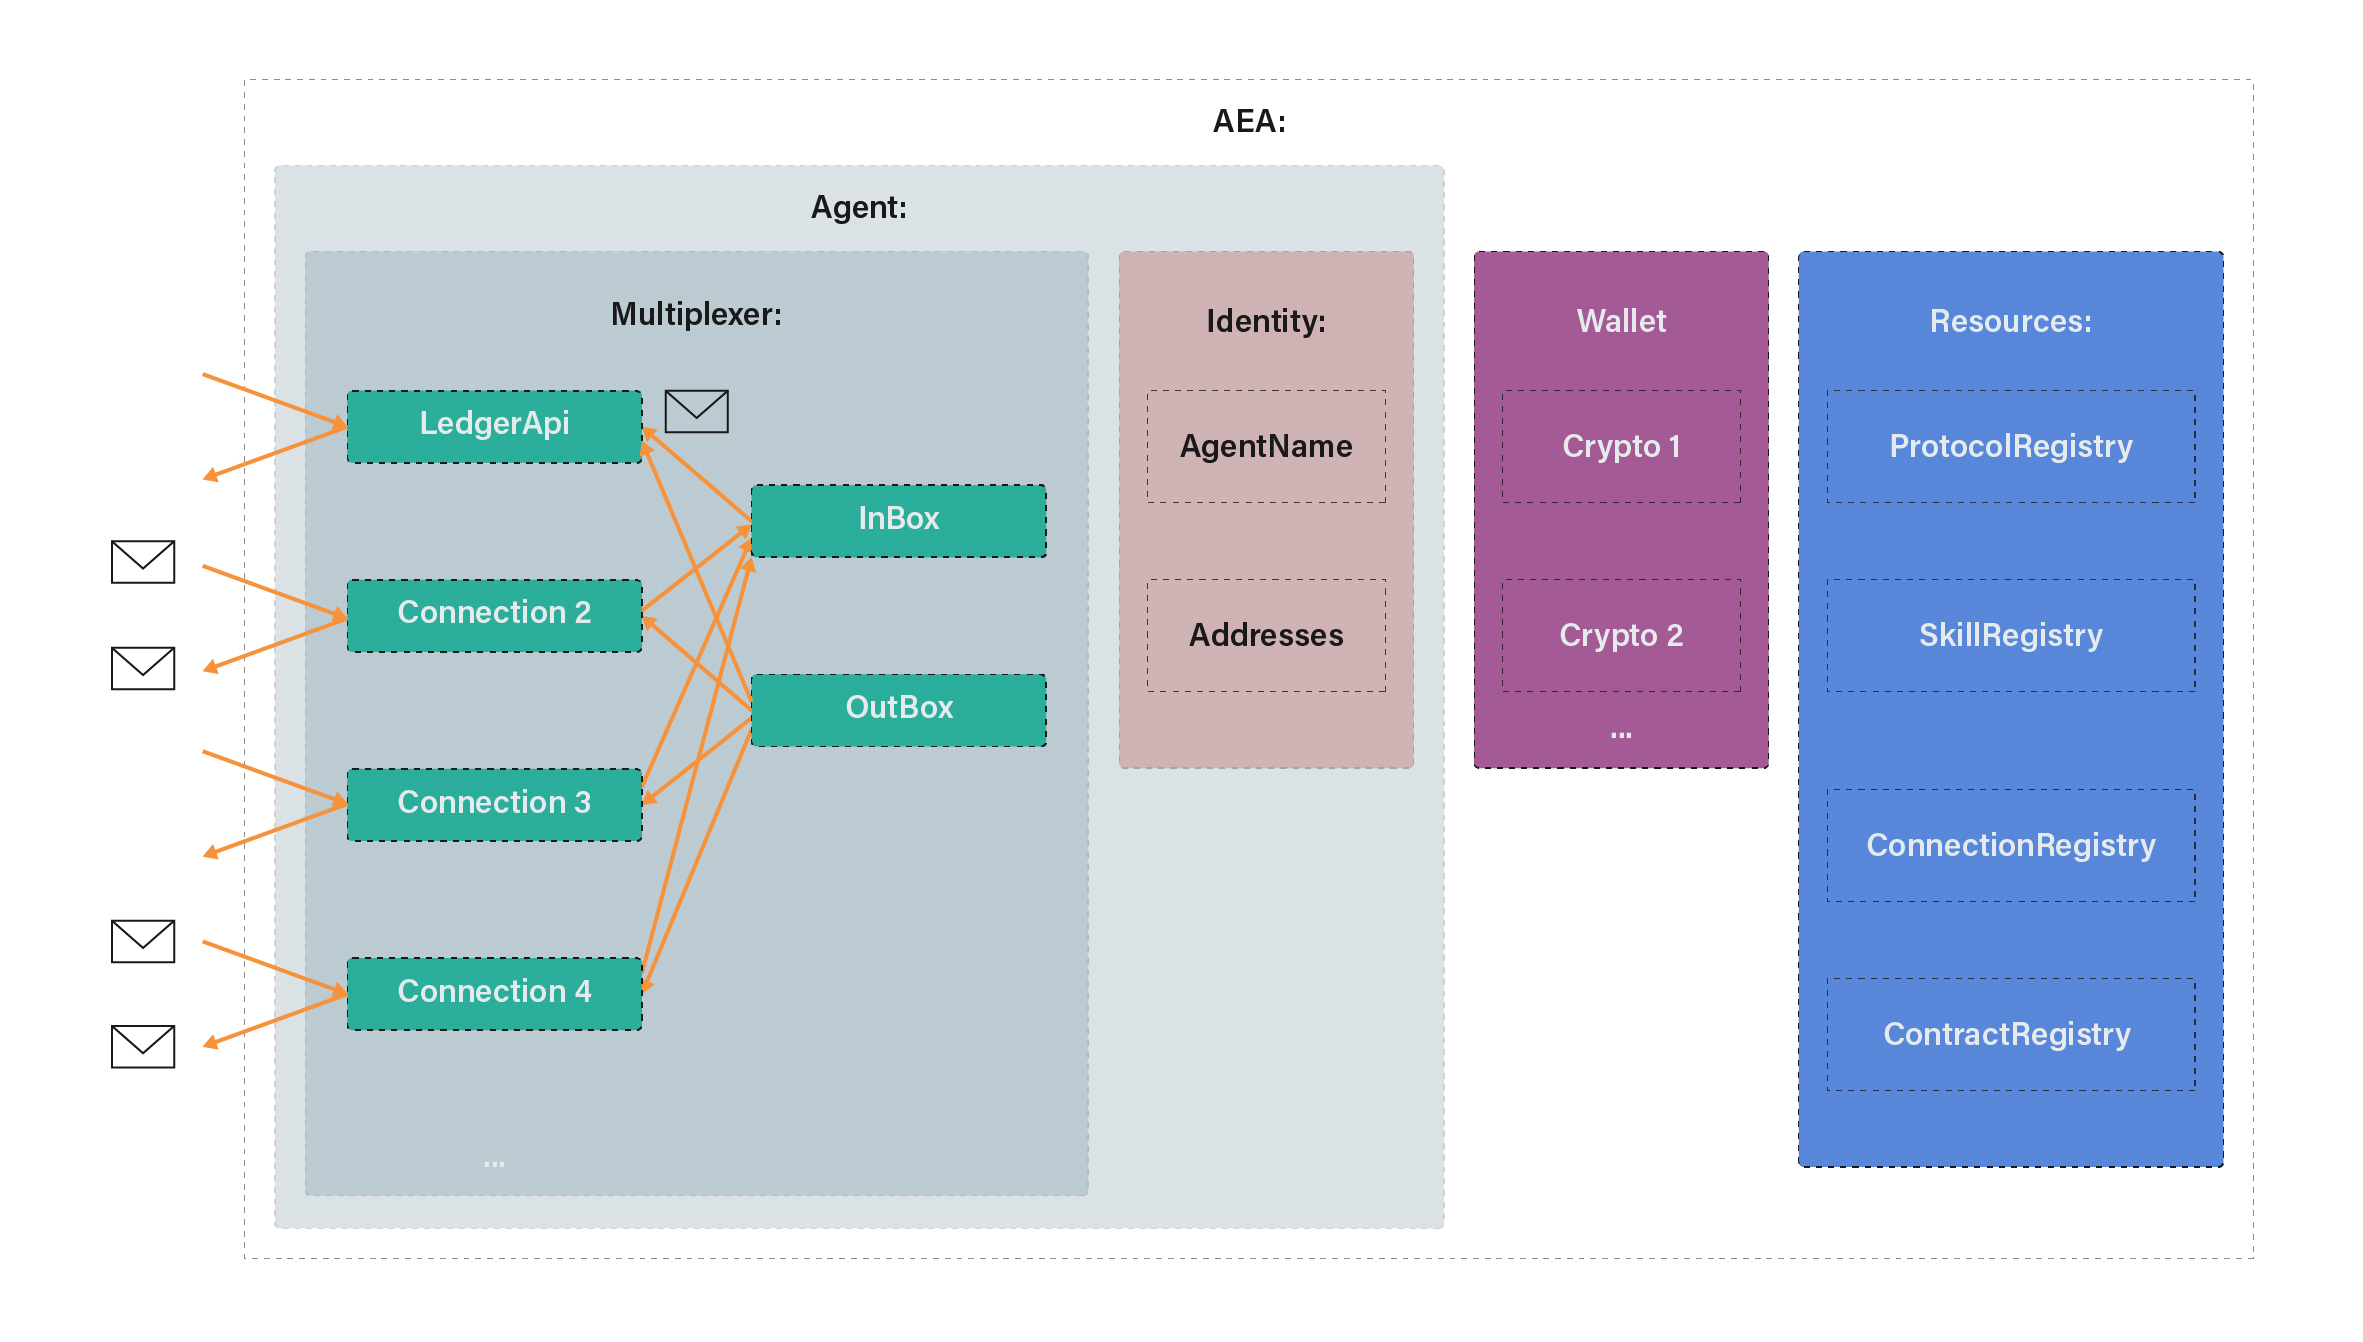 AEA:
Agent:
Multiplexer:
LedgerApi
Connection 2
Connection 3
Connection 4
...
InBox
OutBox
Identity:
AgentName
Addresses
Wallet
Crypto 1
Crypto 2
...
Resources:
ProtocolRegistry
SkillRegistry
ConnectionRegistry
ContractRegistry